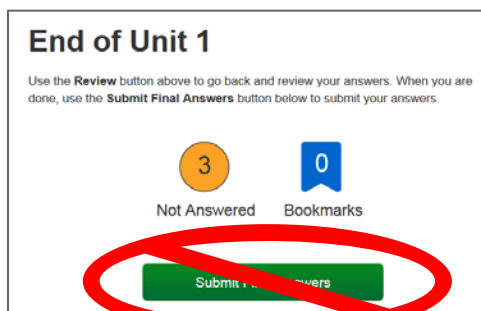 End of Unit 1
Use the Review button above to go back and review your answers. When you are
done, use the Submit Final Answers button below to submit your answers.
3
0
Not Answered
Bookmarks
Submit